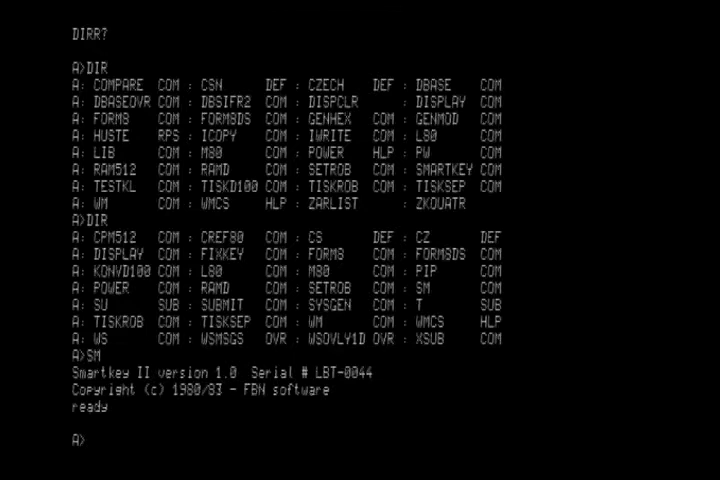 DIRR?
A>DIR
A: COMPARE  COM : CSN      DEF : CZECH    DEF : DBASE    COM
A: DBASEOVR COM : DBSIFR2  COM : DISPCLR      : DISPLAY  COM
A: FORM8    COM : FORM8DS  COM : GENHEX   COM : GENMOD   COM
A: HUSTE    RPS : ICOPY    COM : IWRITE   COM : L80      COM
A: LIB      COM : M80      COM : POWER    HLP : PW       COM
A: RAM512   COM : RAMD     COM : SETROB   COM : SMARTKEY COM
A: TESTKL   COM : TISKD100 COM : TISKROB  COM : TISKSEP  COM
A: WM       COM : WMCS     HLP : ZARLIST      : ZKOUATR
A>DIR
A: CPM512   COM : CREF80   COM : CS       DEF : CZ       DEF
A: DISPLAY  COM : FIXKEY   COM : FORM8    COM : FORM8DS  COM
A: KONVD100 COM : L80      COM : M80      COM : PIP      COM
A: POWER    COM : RAMD     COM : SETROB   COM : SM       COM
A: SU       SUB : SUBMIT   COM : SYSGEN   COM : T        SUB
A: TISKROB  COM : TISKSEP  COM : WM       COM : WMCS     HLP
A: WS       COM : WSMSGS   OVR : WSOVLY1D OVR : XSUB     COM
A>SM
Smartkey II version 1.0  Serial # LBT-0044
Copyright (c) 1980/83 - FBN software
ready
A>